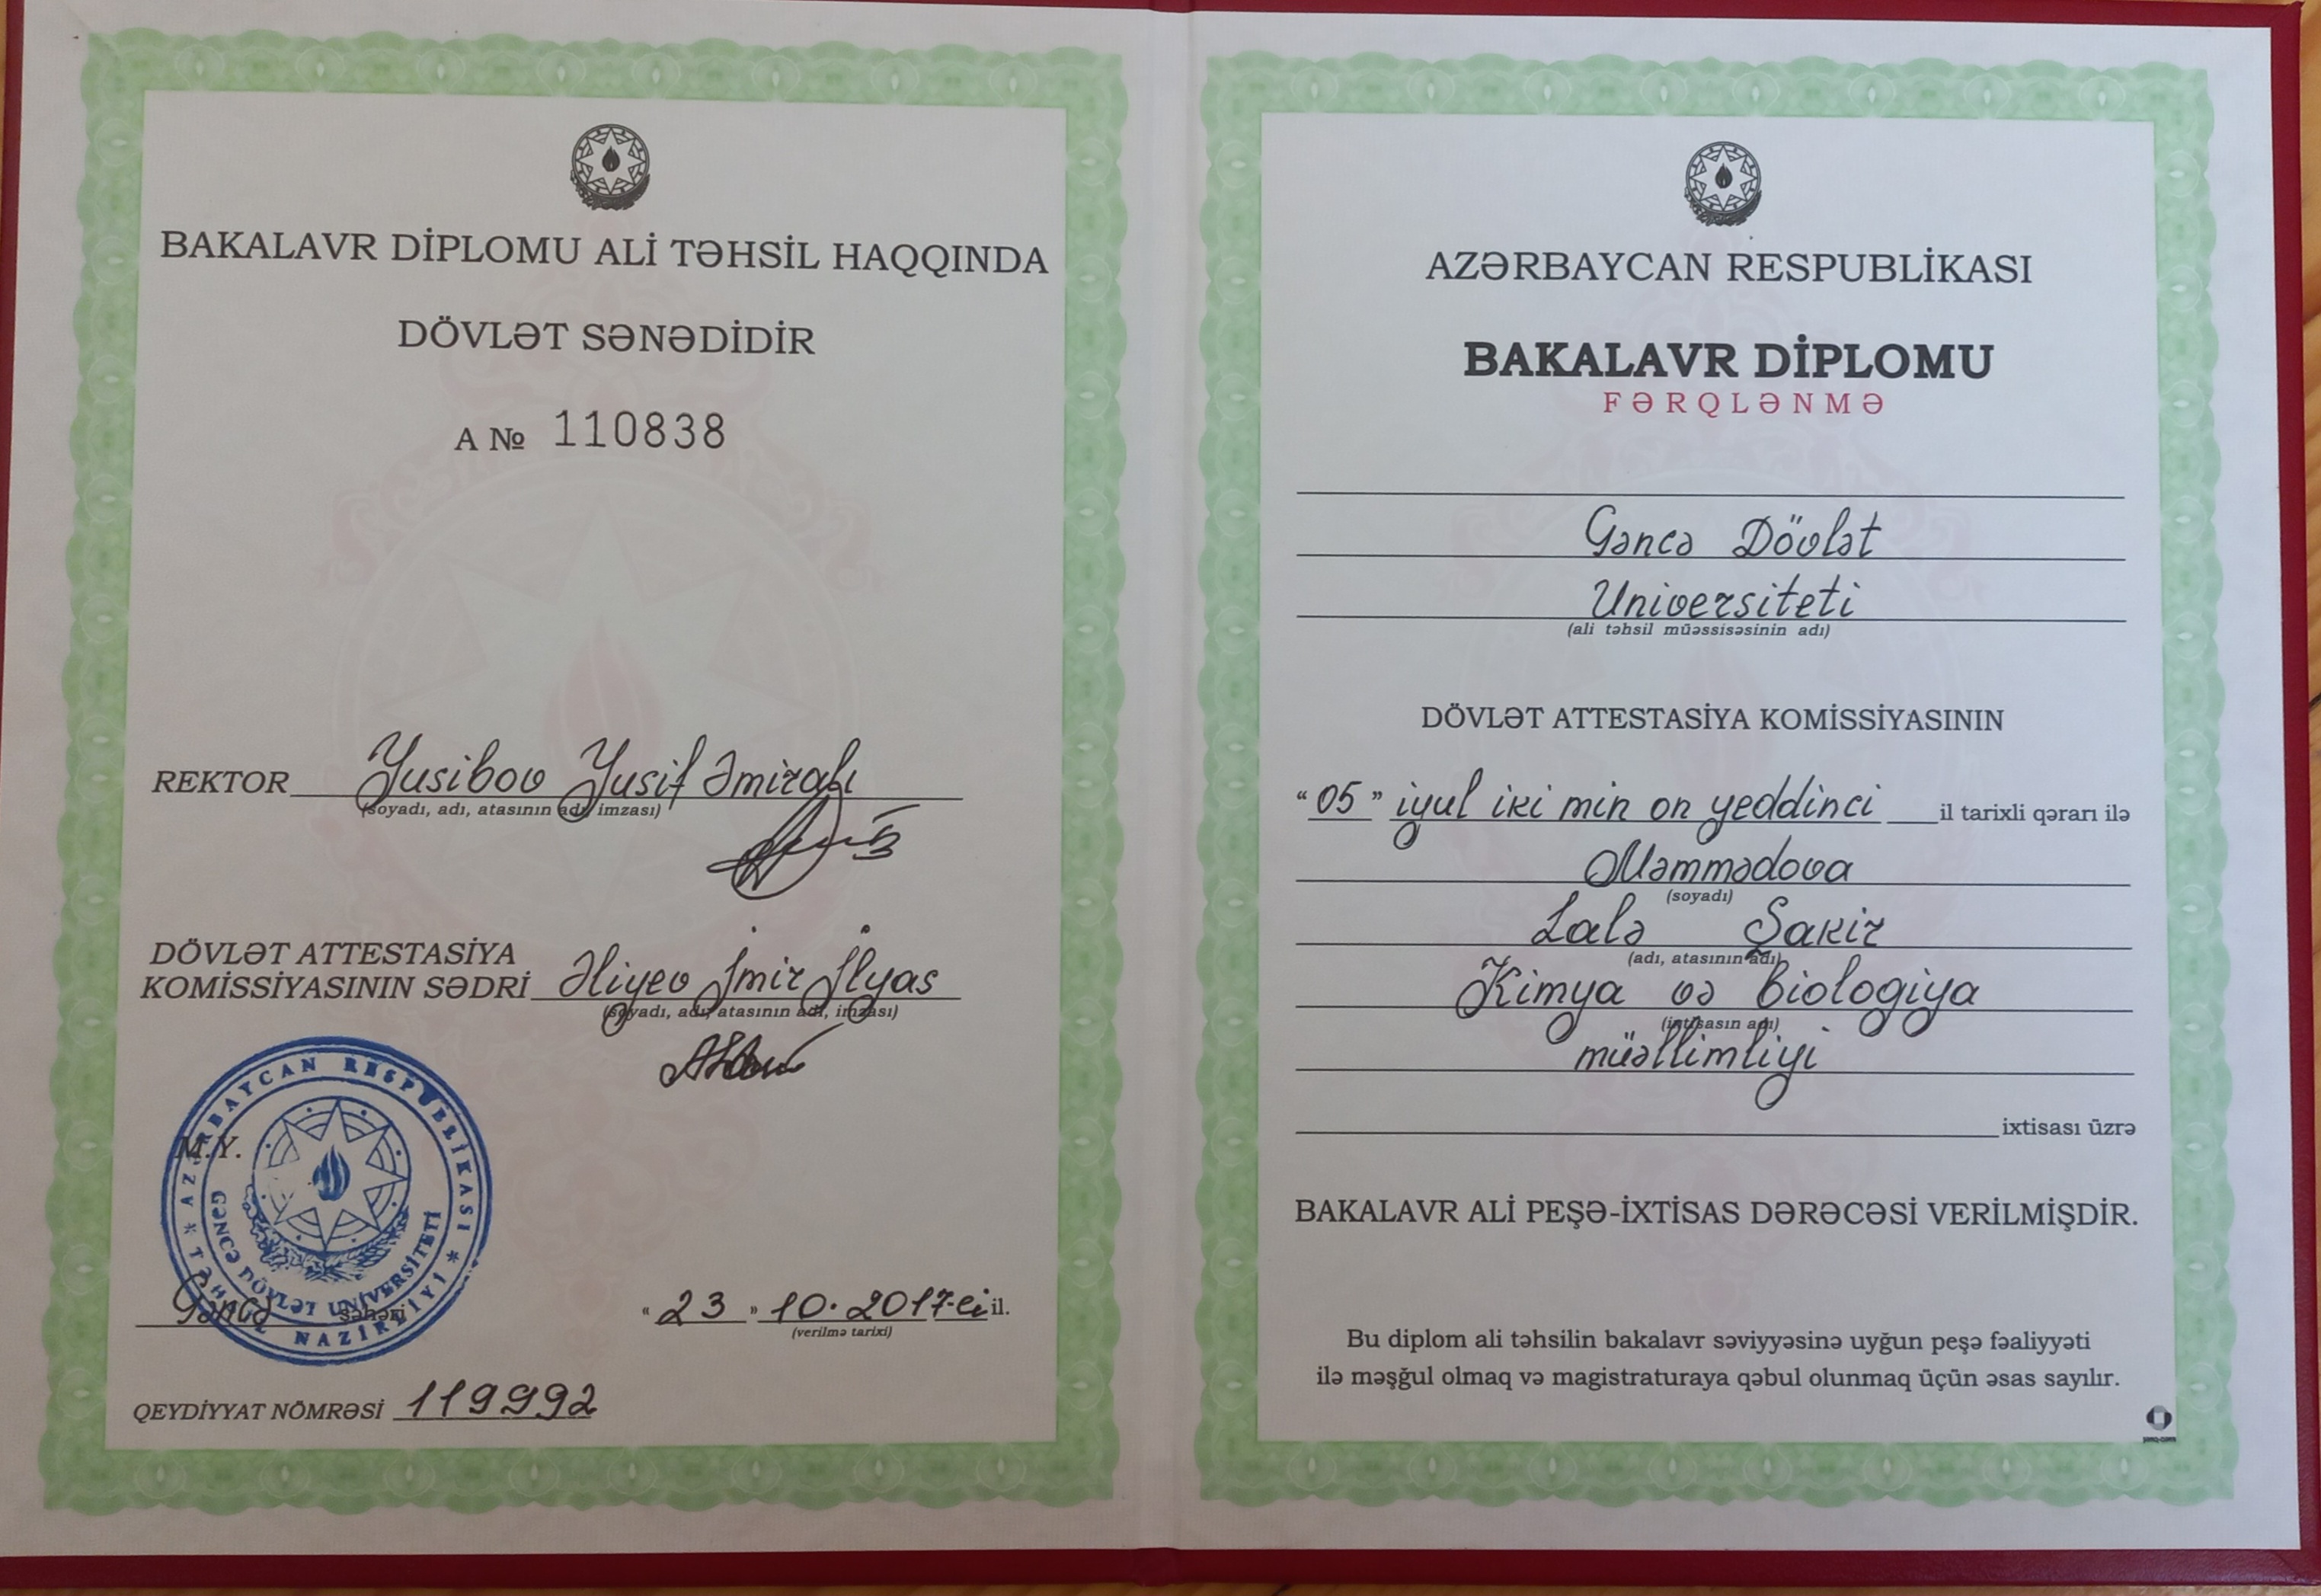 BAKALAVR DİPLOMU ALİ TƏHSİL HAQQINDA
DÖVLƏT SƏNƏDİDİR
A № 110838
REKTOR Yusibov Yusif Əmiralı
(soyadı, adı, atasının adı, imzası)
DÖVLƏT ATTESTASİYA
KOMİSSİYASININ SƏDRİ Əliyev İmir İlyas
(soyadı, adı, atasının adı, imzası)
M.Y.
* AZƏRBAYCAN RESPUBLİKASI * TƏHSİL NAZİRLİYİ
GƏNCƏ DÖVLƏT UNİVERSİTETİ
Gəncə şəhəri
"23" 10. 2017-ci il.
(verilmə tarixi)
QEYDİYYAT NÖMRƏSİ 119992
AZƏRBAYCAN RESPUBLİKASI
BAKALAVR DİPLOMU
FƏRQLƏNMƏ
Gəncə Dövlət
Universiteti
(ali təhsil müəssisəsinin adı)
DÖVLƏT ATTESTASİYA KOMİSSİYASININ
"05" iyul iki min on yeddinci il tarixli qərarı ilə
Məmmədova
(soyadı)
Lalə Şakir
(adı, atasının adı)
Kimya və Biologiya
(ixtisasın adı)
müəllimliyi
ixtisası üzrə
BAKALAVR ALİ PEŞƏ-İXTİSAS DƏRƏCƏSİ VERİLMİŞDİR.
Bu diplom ali təhsilin bakalavr səviyyəsinə uyğun peşə fəaliyyəti
ilə məşğul olmaq və magistraturaya qəbul olunmaq üçün əsas sayılır.